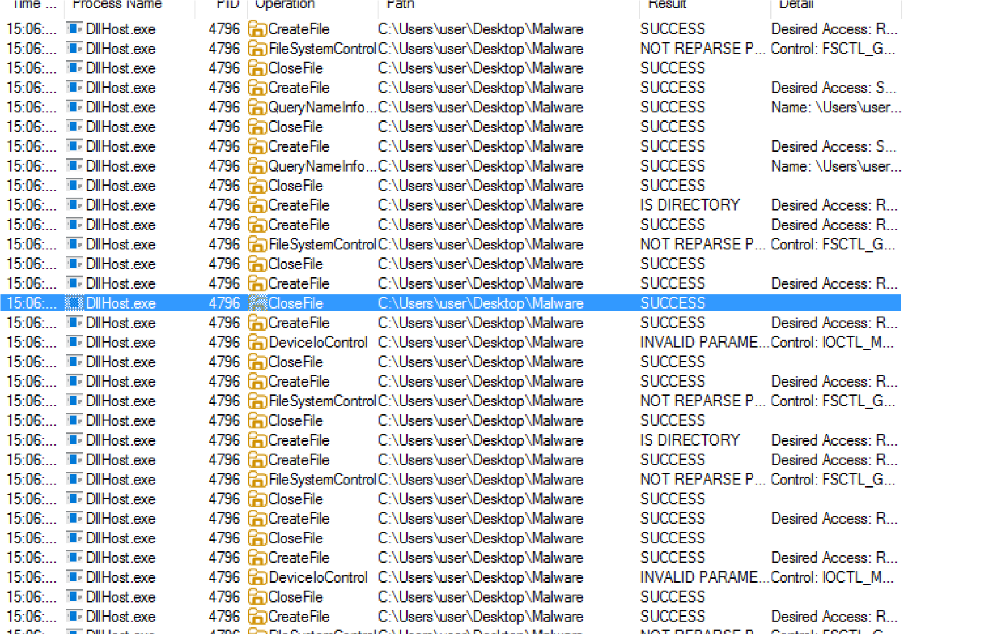 Time ... Process Name PID Operation Path Result Detail
15:06:... DllHost.exe 4796 CreateFile C:\Users\user\Desktop\Malware SUCCESS Desired Access: R...
15:06:... DllHost.exe 4796 FileSystemControl C:\Users\user\Desktop\Malware NOT REPARSE P... Control: FSCTL_G...
15:06:... DllHost.exe 4796 CloseFile C:\Users\user\Desktop\Malware SUCCESS
15:06:... DllHost.exe 4796 CreateFile C:\Users\user\Desktop\Malware SUCCESS Desired Access: S...
15:06:... DllHost.exe 4796 QueryNameInfo... C:\Users\user\Desktop\Malware SUCCESS Name: \Users\user...
15:06:... DllHost.exe 4796 CloseFile C:\Users\user\Desktop\Malware SUCCESS
15:06:... DllHost.exe 4796 CreateFile C:\Users\user\Desktop\Malware SUCCESS Desired Access: S...
15:06:... DllHost.exe 4796 QueryNameInfo... C:\Users\user\Desktop\Malware SUCCESS Name: \Users\user...
15:06:... DllHost.exe 4796 CloseFile C:\Users\user\Desktop\Malware SUCCESS
15:06:... DllHost.exe 4796 CreateFile C:\Users\user\Desktop\Malware IS DIRECTORY Desired Access: R...
15:06:... DllHost.exe 4796 CreateFile C:\Users\user\Desktop\Malware SUCCESS Desired Access: R...
15:06:... DllHost.exe 4796 FileSystemControl C:\Users\user\Desktop\Malware NOT REPARSE P... Control: FSCTL_G...
15:06:... DllHost.exe 4796 CloseFile C:\Users\user\Desktop\Malware SUCCESS
15:06:... DllHost.exe 4796 CreateFile C:\Users\user\Desktop\Malware SUCCESS Desired Access: R...
15:06:... DllHost.exe 4796 CloseFile C:\Users\user\Desktop\Malware SUCCESS
15:06:... DllHost.exe 4796 CreateFile C:\Users\user\Desktop\Malware SUCCESS Desired Access: R...
15:06:... DllHost.exe 4796 DeviceIoControl C:\Users\user\Desktop\Malware INVALID PARAME... Control: IOCTL_M...
15:06:... DllHost.exe 4796 CloseFile C:\Users\user\Desktop\Malware SUCCESS
15:06:... DllHost.exe 4796 CreateFile C:\Users\user\Desktop\Malware SUCCESS Desired Access: R...
15:06:... DllHost.exe 4796 FileSystemControl C:\Users\user\Desktop\Malware NOT REPARSE P... Control: FSCTL_G...
15:06:... DllHost.exe 4796 CloseFile C:\Users\user\Desktop\Malware SUCCESS
15:06:... DllHost.exe 4796 CreateFile C:\Users\user\Desktop\Malware IS DIRECTORY Desired Access: R...
15:06:... DllHost.exe 4796 CreateFile C:\Users\user\Desktop\Malware SUCCESS Desired Access: R...
15:06:... DllHost.exe 4796 FileSystemControl C:\Users\user\Desktop\Malware NOT REPARSE P... Control: FSCTL_G...
15:06:... DllHost.exe 4796 CloseFile C:\Users\user\Desktop\Malware SUCCESS
15:06:... DllHost.exe 4796 CreateFile C:\Users\user\Desktop\Malware SUCCESS Desired Access: R...
15:06:... DllHost.exe 4796 CloseFile C:\Users\user\Desktop\Malware SUCCESS
15:06:... DllHost.exe 4796 CreateFile C:\Users\user\Desktop\Malware SUCCESS Desired Access: R...
15:06:... DllHost.exe 4796 DeviceIoControl C:\Users\user\Desktop\Malware INVALID PARAME... Control: IOCTL_M...
15:06:... DllHost.exe 4796 CloseFile C:\Users\user\Desktop\Malware SUCCESS
15:06:... DllHost.exe 4796 CreateFile C:\Users\user\Desktop\Malware SUCCESS Desired Access: R...